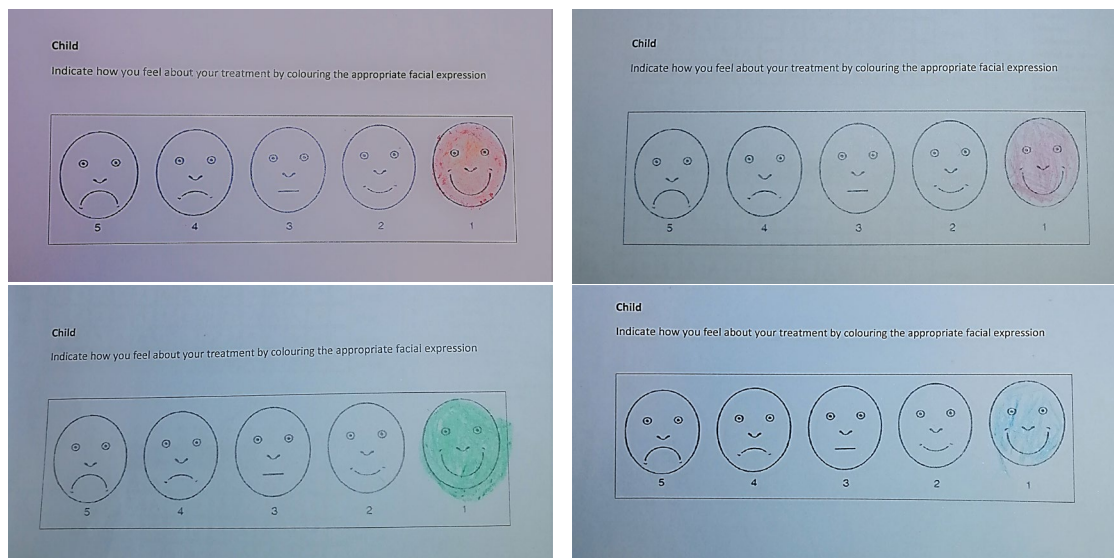 Child
Indicate how you feel about your treatment by colouring the appropriate facial expression
5 4 3 2 1
Child
Indicate how you feel about your treatment by colouring the appropriate facial expression
5 4 3 2 1
Child
Indicate how you feel about your treatment by colouring the appropriate facial expression
5 4 3 2 1
Child
Indicate how you feel about your treatment by colouring the appropriate facial expression
5 4 3 2 1